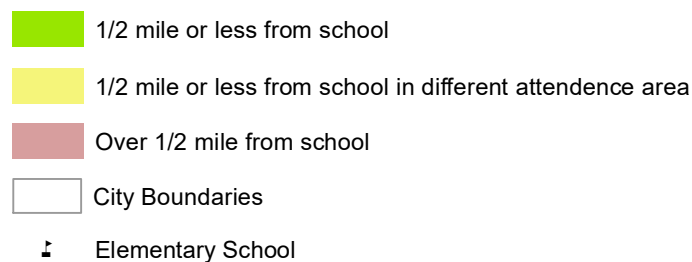 1/2 mile or less from school
1/2 mile or less from school in different attendence area
Over 1/2 mile from school
City Boundaries
Elementary School